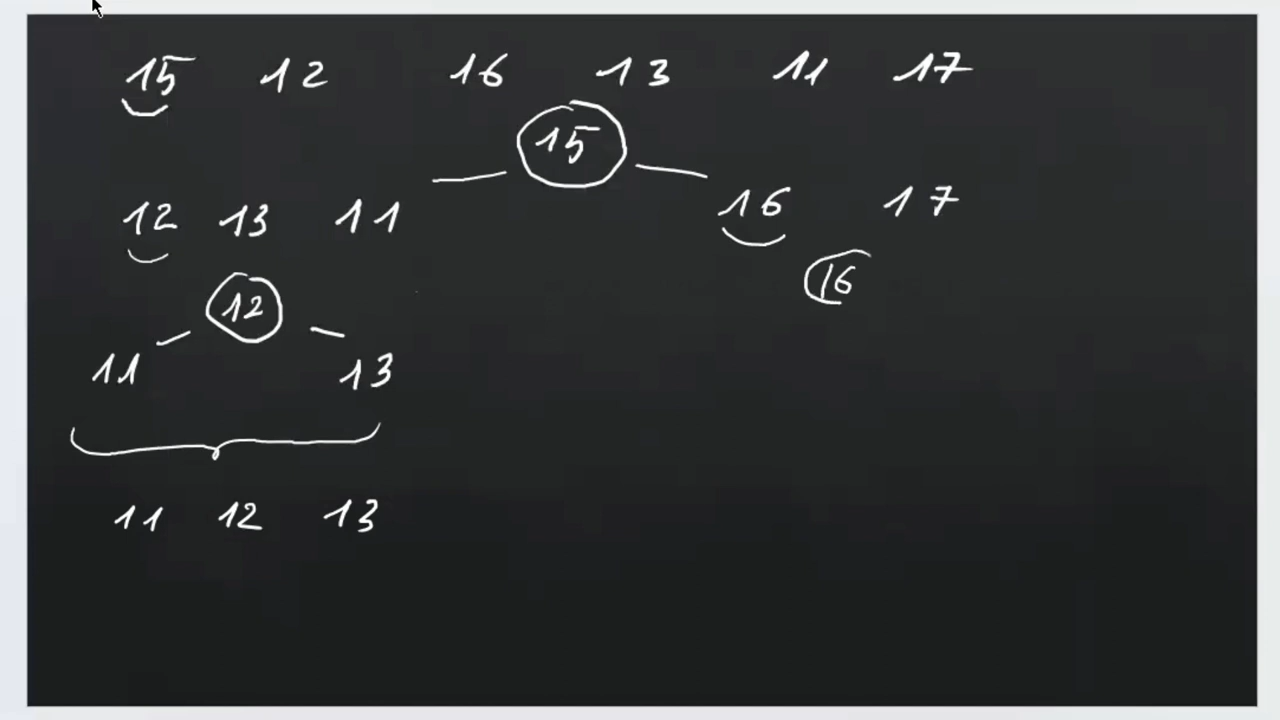 15 12 16 13 11 17
15
12 13 11 16 17
16
12
11 13
11 12 13